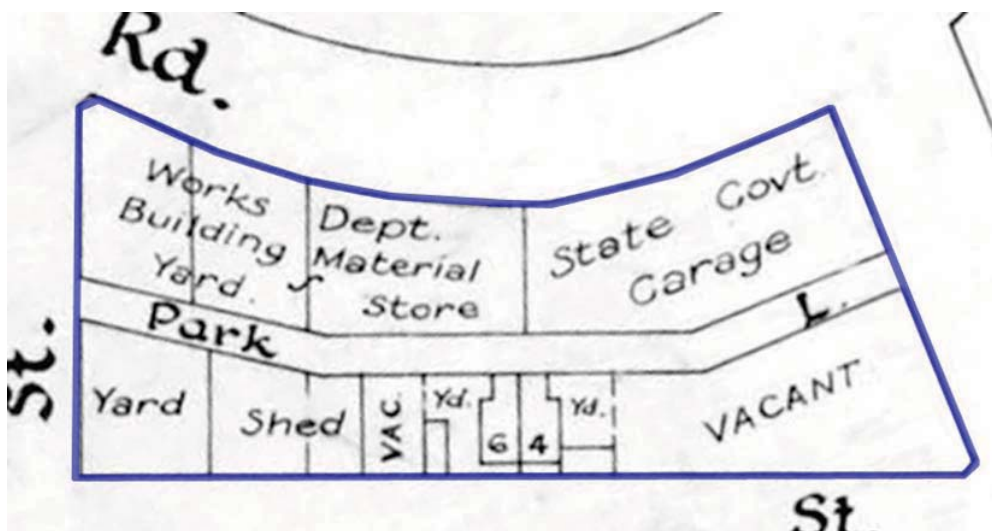 Rd.
Works
Building
Yard.
Dept.
Material
Store
State Govt.
Garage
Park L.
St.
Yard
Shed
VAC.
Yd.
6
4
Yd.
VACANT
St.